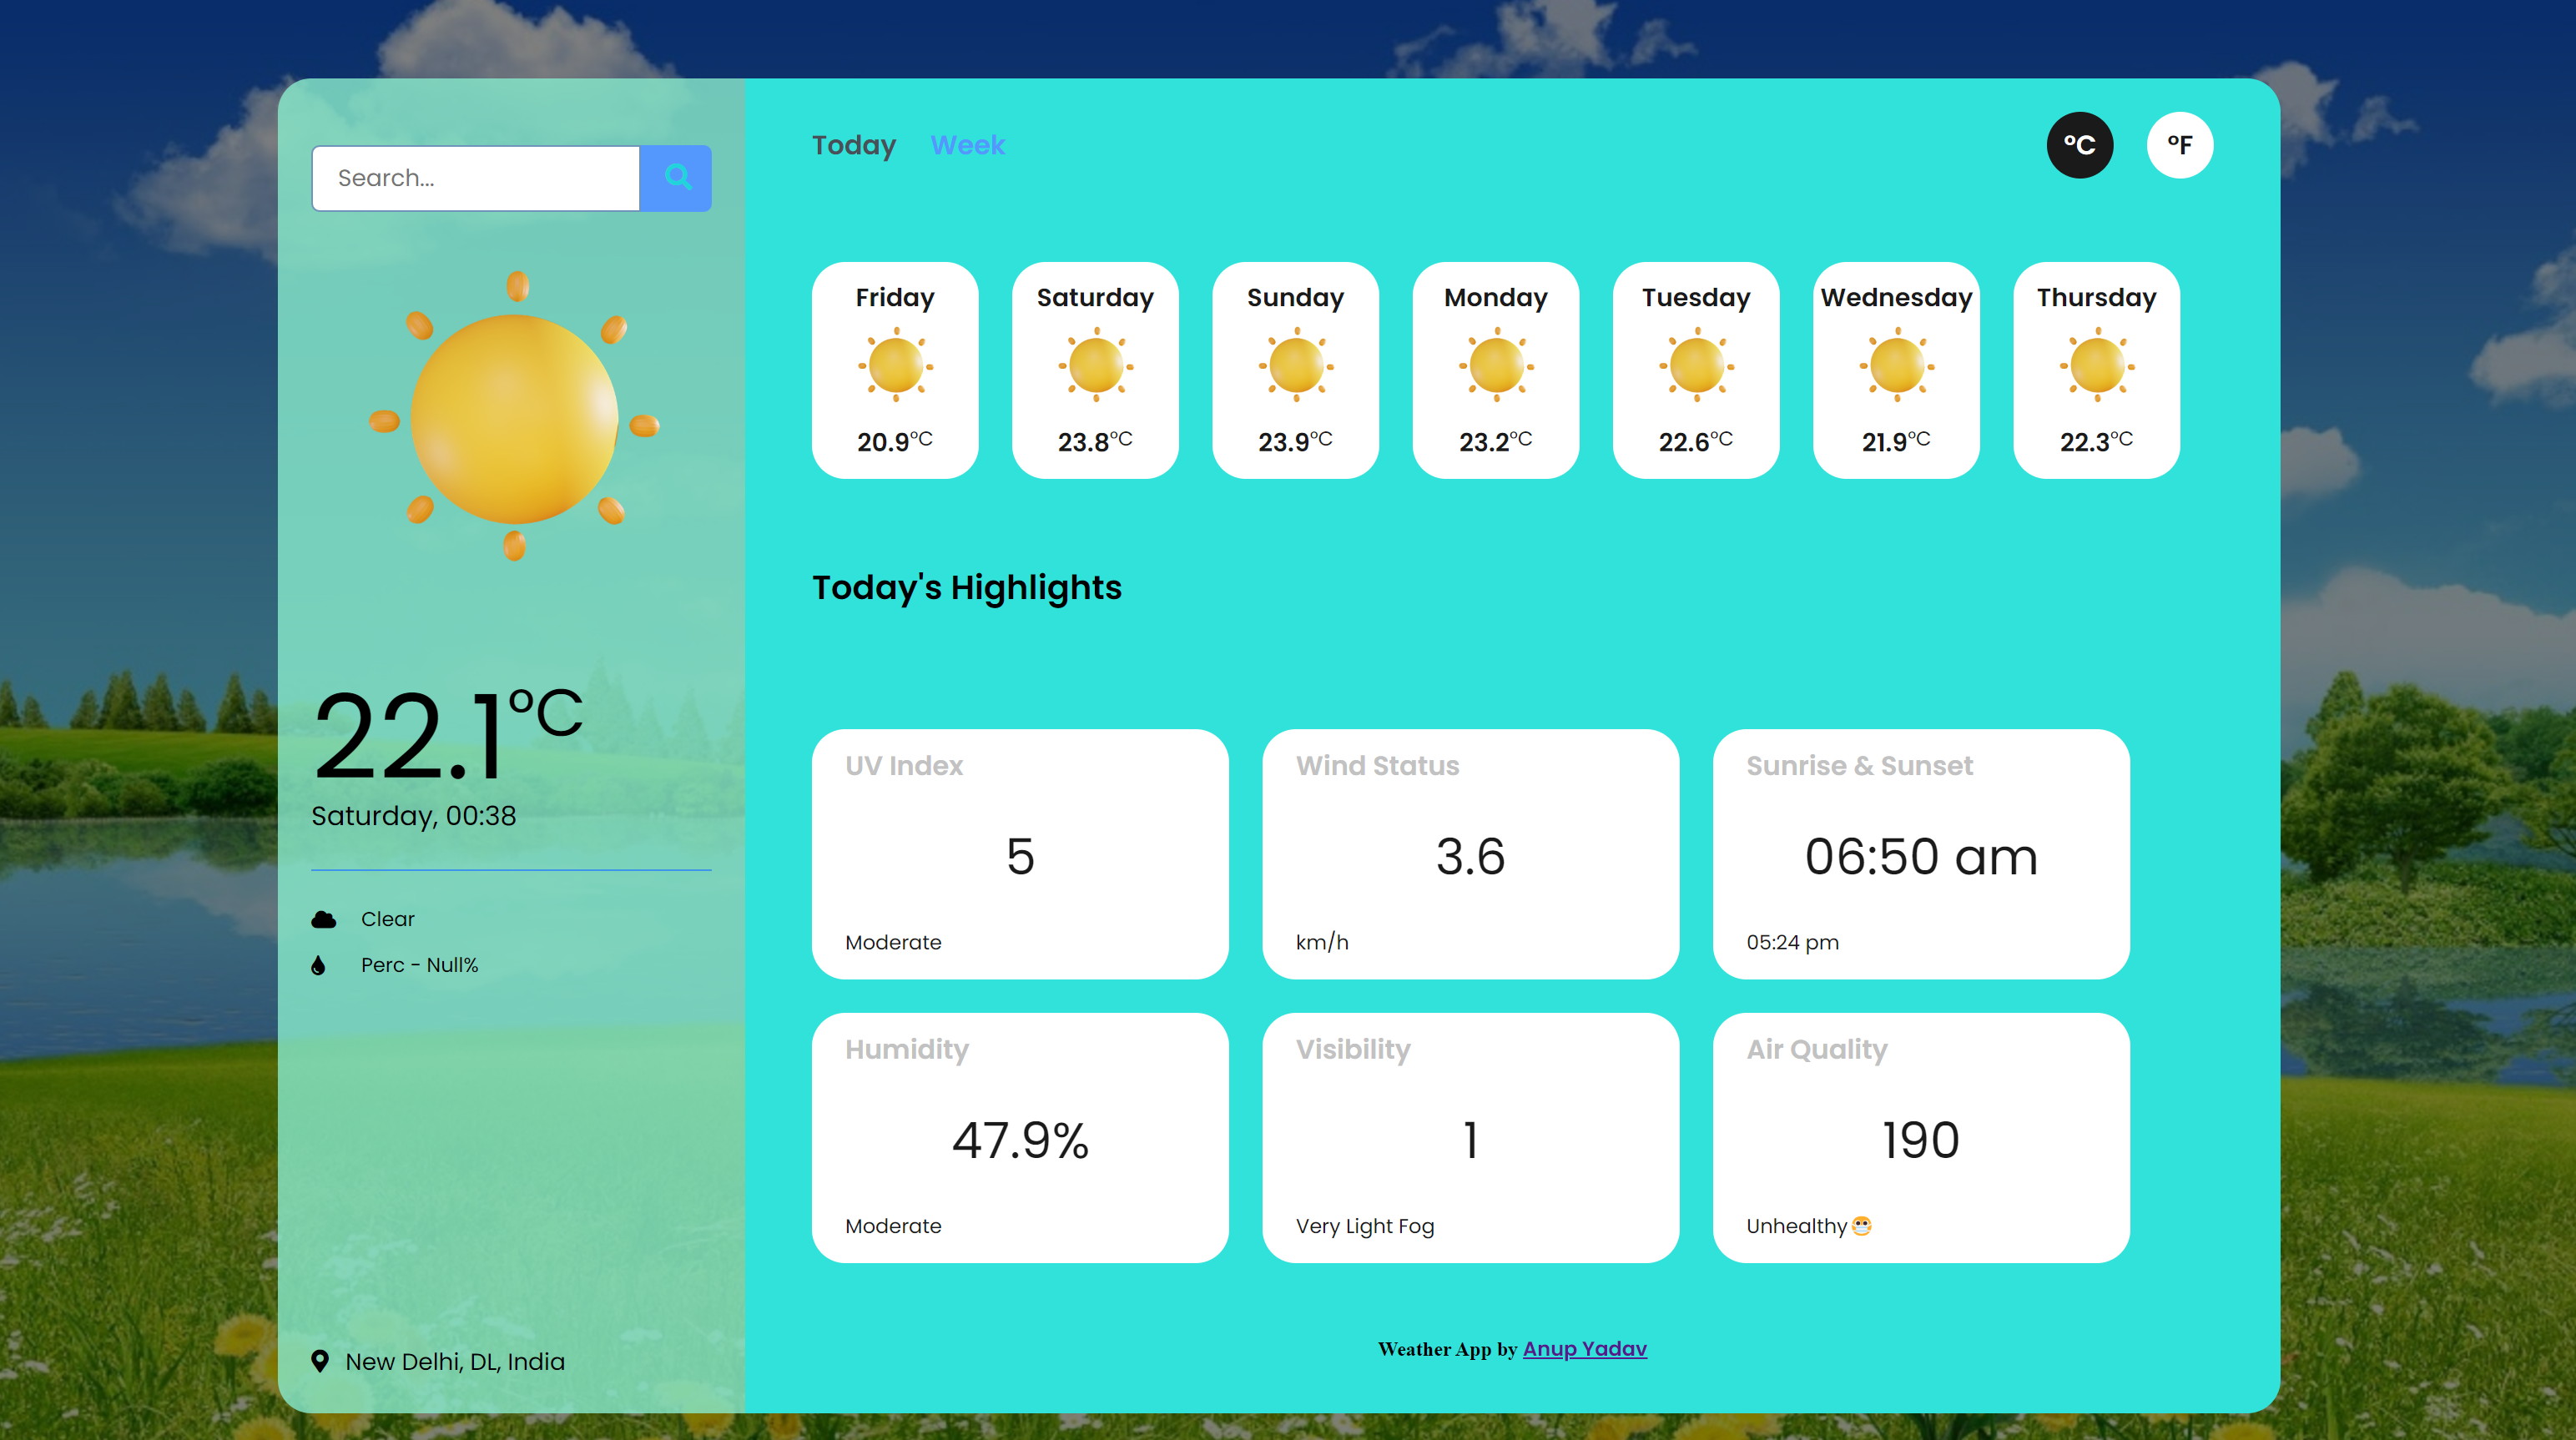 Search...
22.1°C
Saturday, 00:38
Clear
Perc - Null%
New Delhi, DL, India
Today Week
°C °F
Friday Saturday Sunday Monday Tuesday Wednesday Thursday
20.9°C 23.8°C 23.9°C 23.2°C 22.6°C 21.9°C 22.3°C
Today's Highlights
UV Index
5
Moderate
Wind Status
3.6
km/h
Sunrise & Sunset
06:50 am
05:24 pm
Humidity
47.9%
Moderate
Visibility
1
Very Light Fog
Air Quality
190
Unhealthy😷
Weather App by Anup Yadav